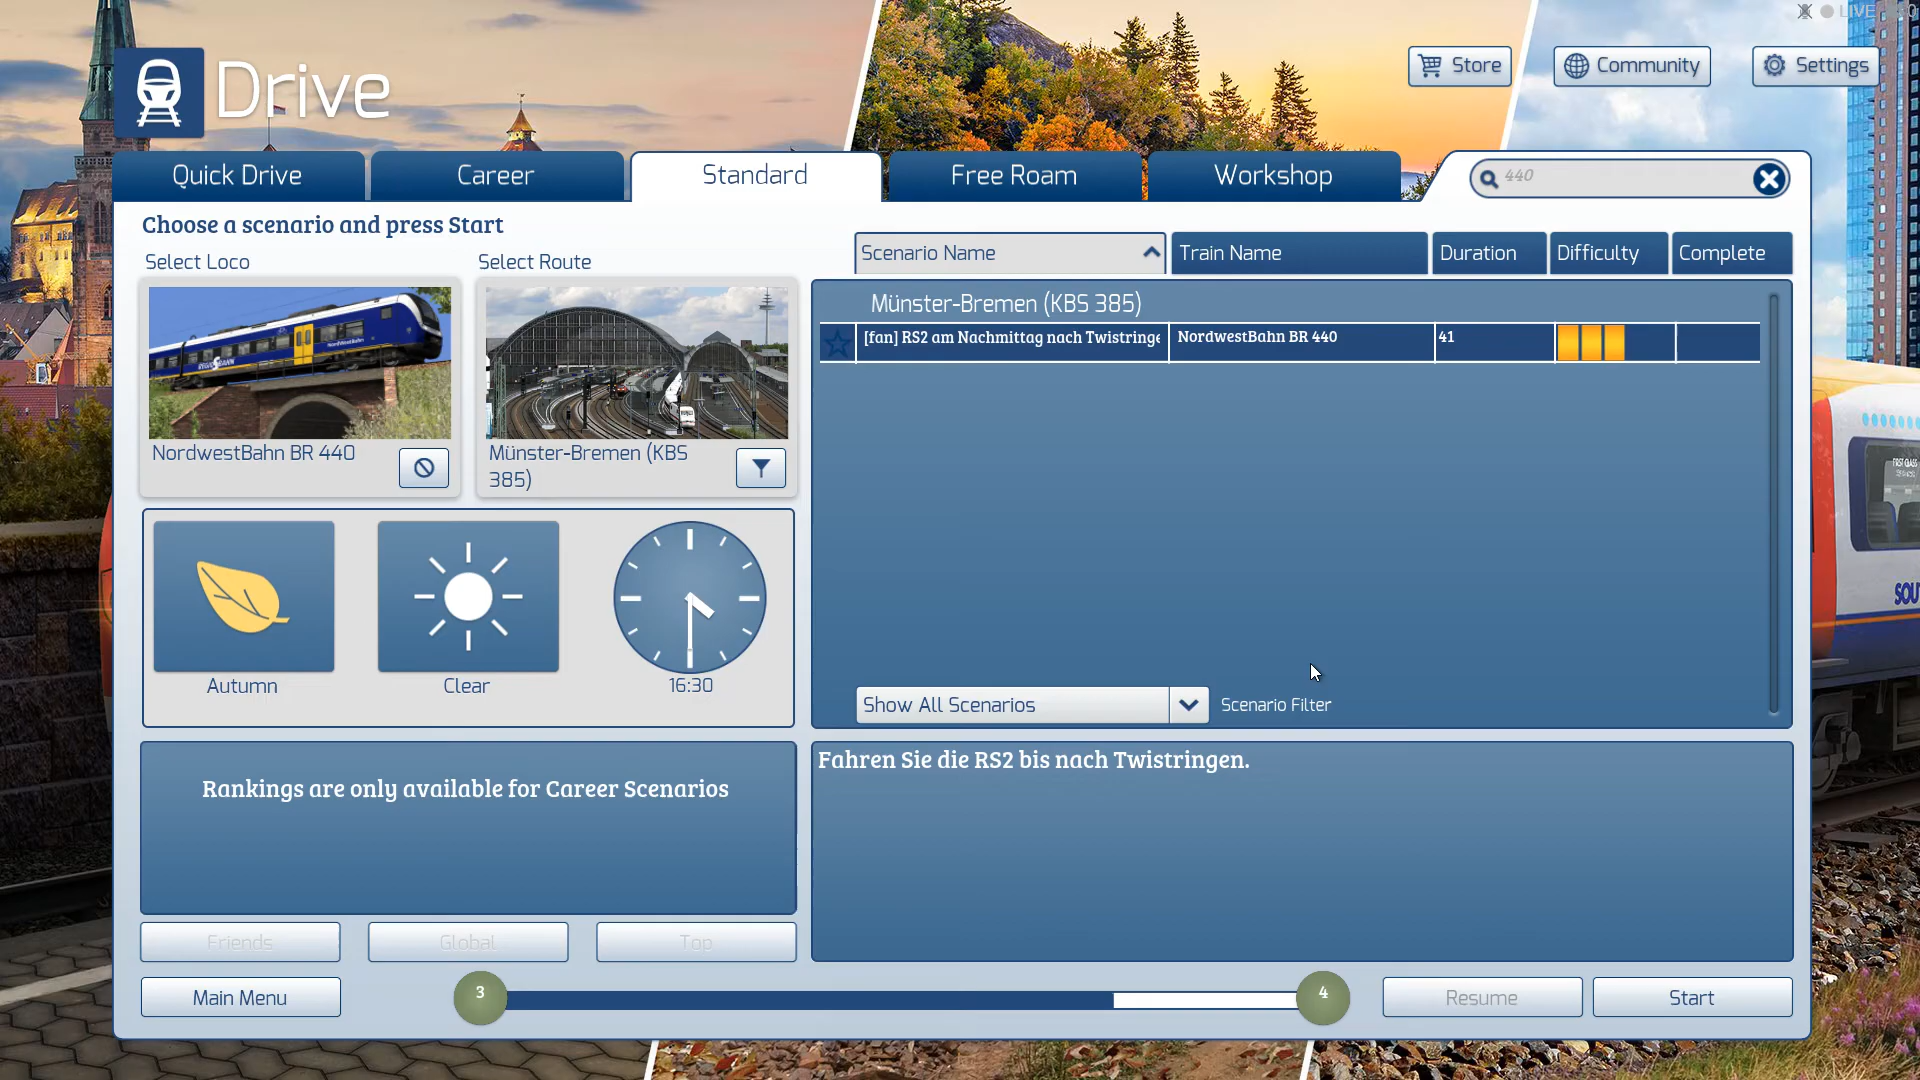 LIVE
Drive
Store
Community
Settings
Quick Drive
Career
Standard
Free Roam
Workshop
440
Choose a scenario and press Start
Select Loco
Select Route
Scenario Name
Train Name
Duration
Difficulty
Complete
NordwestBahn BR 440
Münster-Bremen (KBS
385)
Münster-Bremen (KBS 385)
[fan] RS2 am Nachmittag nach Twistringe
NordwestBahn BR 440
41
Autumn
Clear
16:30
Show All Scenarios
Scenario Filter
Rankings are only available for Career Scenarios
Fahren Sie die RS2 bis nach Twistringen.
Friends
Global
Top
Main Menu
3
4
Resume
Start
FIRST CLASS
SOU